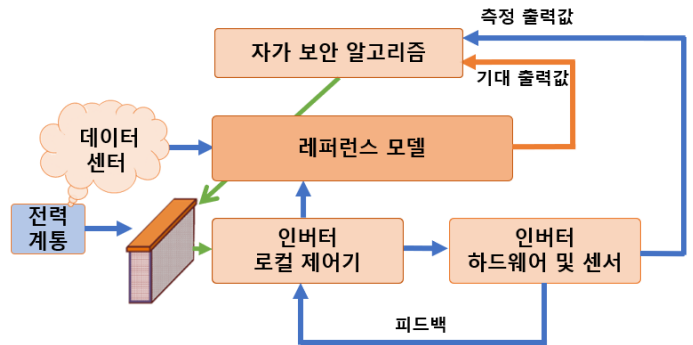 측정 출력값
자가 보안 알고리즘
기대 출력값
데이터
센터
레퍼런스 모델
전력
계통
인버터
로컬 제어기
인버터
하드웨어 및 센서
피드백